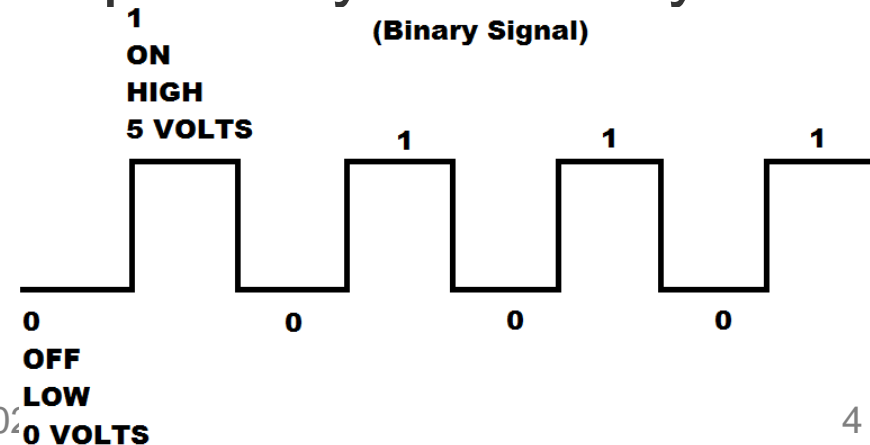 (Binary Signal)
1
ON
HIGH
5 VOLTS
1
1
1
0
0
0
0
OFF
LOW
0 VOLTS
4